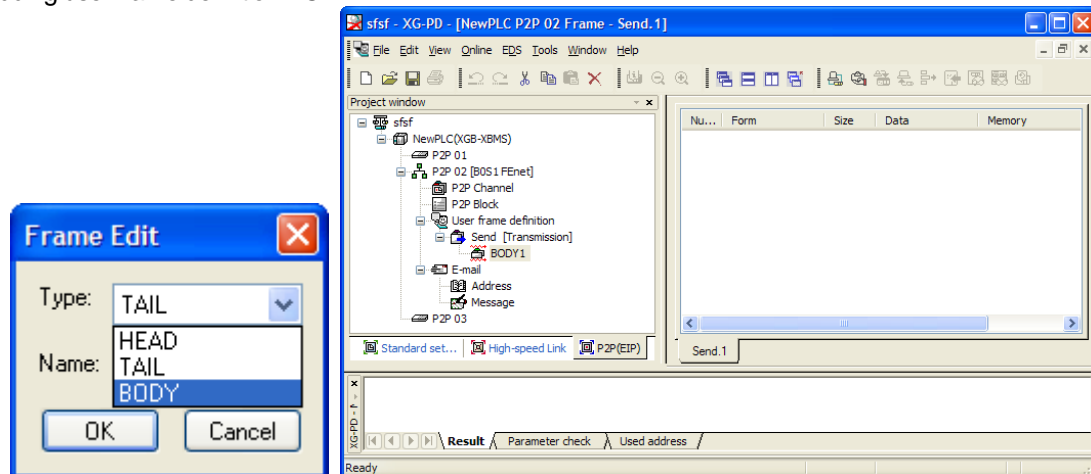 sfsf - XG-PD - [NewPLC P2P 02 Frame - Send.1]
File Edit View Online EDS Tools Window Help
Project window
sfsf
NewPLC(XGB-XBMS)
P2P 01
P2P 02 [B0S1 FEnet]
P2P Channel
P2P Block
User frame definition
Send [Transmission]
BODY1
E-mail
Address
Message
P2P 03
Standard set... High-speed Link P2P(EIP)
Nu... Form Size Data Memory
Send.1
XG-PD - N
Result Parameter check Used address
Ready
Frame Edit
Type: TAIL
HEAD
Name: TAIL
BODY
OK Cancel